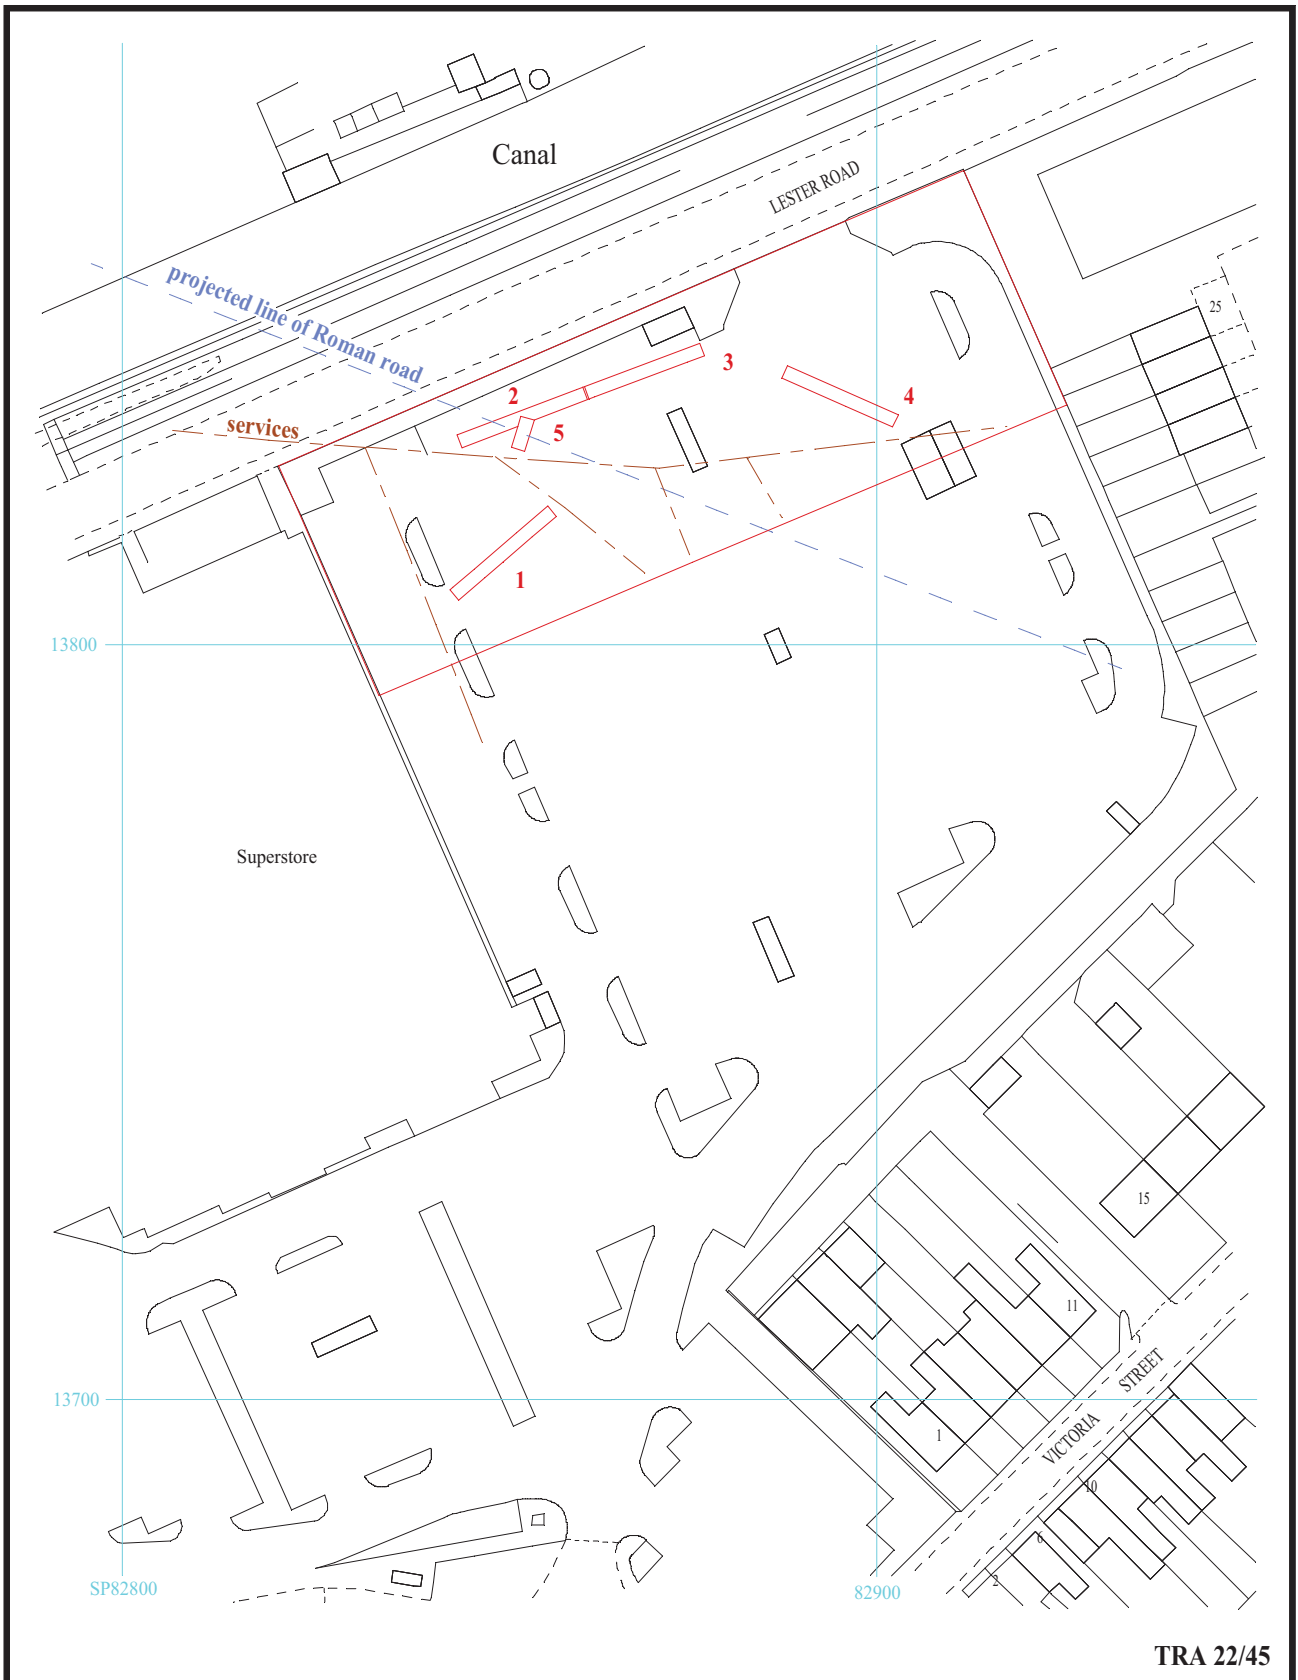 Canal
LESTER ROAD
projected line of Roman road
25
3
2
4
services
5
1
13800
Superstore
15
11
STREET
13700
VICTORIA
1
10
6
2
SP82800
82900
TRA 22/45